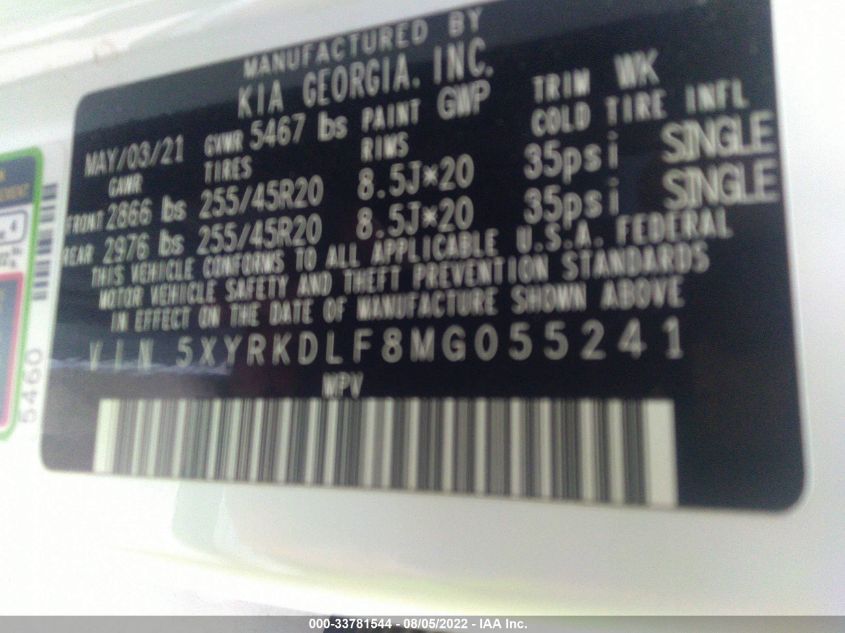 MANUFACTURED BY
KIA GEORGIA. INC.
MAY/03/21 GVWR 5467 lbs PAINT GWP TRIM WK
GAWR TIRES RIMS COLD TIRE INFL
FRONT 2866 lbs 255/45R20 8.5J×20 35psi SINGLE
REAR 2976 lbs 255/45R20 8.5J×20 35psi SINGLE
THIS VEHICLE CONFORMS TO ALL APPLICABLE U.S.A. FEDERAL
MOTOR VEHICLE SAFETY AND THEFT PREVENTION STANDARDS
IN EFFECT ON THE DATE OF MANUFACTURE SHOWN ABOVE
VIN 5XYRKDLF8MG055241
MPV
5460
000-33781544 - 08/05/2022 - IAA Inc.